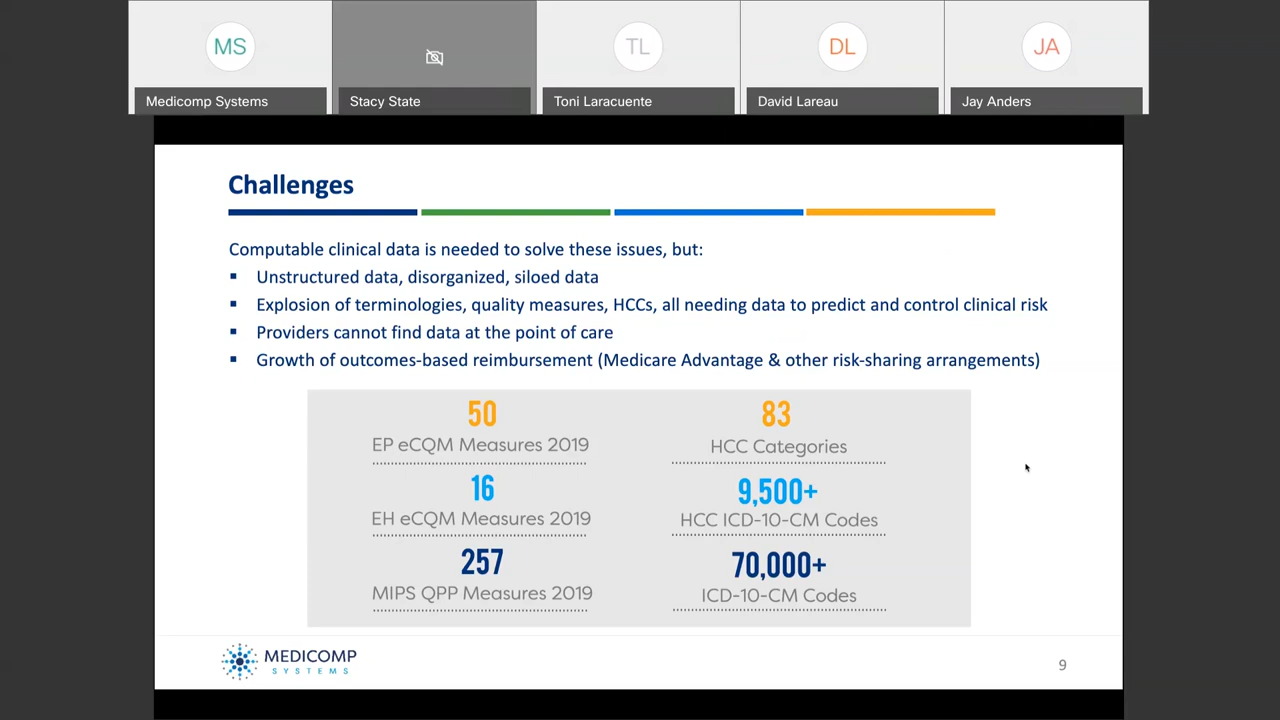 MS
TL
DL
JA
Medicomp Systems
Stacy State
Toni Laracuente
David Lareau
Jay Anders
Challenges
Computable clinical data is needed to solve these issues, but:
Unstructured data, disorganized, siloed data
Explosion of terminologies, quality measures, HCCs, all needing data to predict and control clinical risk
Providers cannot find data at the point of care
Growth of outcomes-based reimbursement (Medicare Advantage & other risk-sharing arrangements)
50
EP eCQM Measures 2019
16
EH eCQM Measures 2019
257
MIPS QPP Measures 2019
83
HCC Categories
9,500+
HCC ICD-10-CM Codes
70,000+
ICD-10-CM Codes
MEDICOMP
SYSTEMS
9